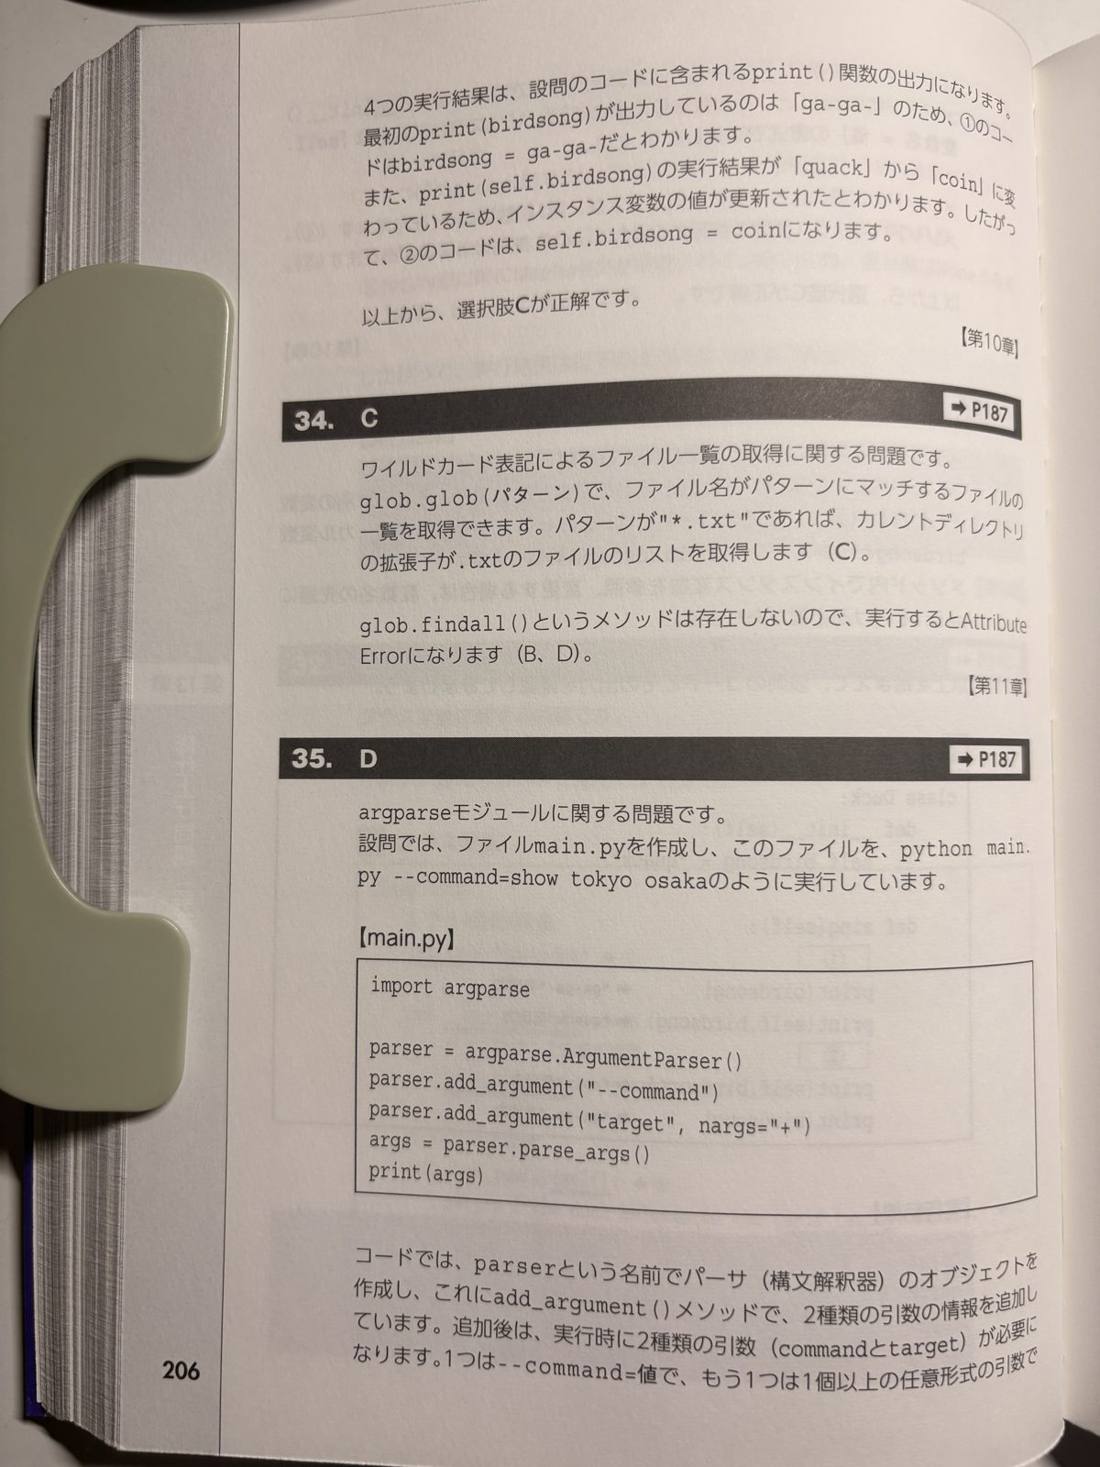 4つの実行結果は、設問のコードに含まれるprint()関数の出力になります。
最初のprint(birdsong)が出力しているのは「ga-ga-」のため、①のコー
ドはbirdsong = ga-ga-だとわかります。
また、print(self.birdsong)の実行結果が「quack」から「coin」に変
わっているため、インスタンス変数の値が更新されたとわかります。したがっ
て、②のコードは、self.birdsong = coinになります。
以上から、選択肢Cが正解です。
【第10章】
34. C ➡ P187
ワイルドカード表記によるファイル一覧の取得に関する問題です。
glob.glob(パターン)で、ファイル名がパターンにマッチするファイルの
一覧を取得できます。パターンが"*.txt"であれば、カレントディレクトリ
の拡張子が.txtのファイルのリストを取得します（C）。
glob.findall()というメソッドは存在しないので、実行するとAttribute
Errorになります（B、D）。
【第11章】
35. D ➡ P187
argparseモジュールに関する問題です。
設問では、ファイルmain.pyを作成し、このファイルを、python main.
py --command=show tokyo osakaのように実行しています。
【main.py】
import argparse
parser = argparse.ArgumentParser()
parser.add_argument("--command")
parser.add_argument("target", nargs="+")
args = parser.parse_args()
print(args)
コードでは、parserという名前でパーサ（構文解釈器）のオブジェクトを
作成し、これにadd_argument()メソッドで、2種類の引数の情報を追加し
ています。追加後は、実行時に2種類の引数（commandとtarget）が必要に
なります。1つは--command=値で、もう1つは1個以上の任意形式の引数で
206